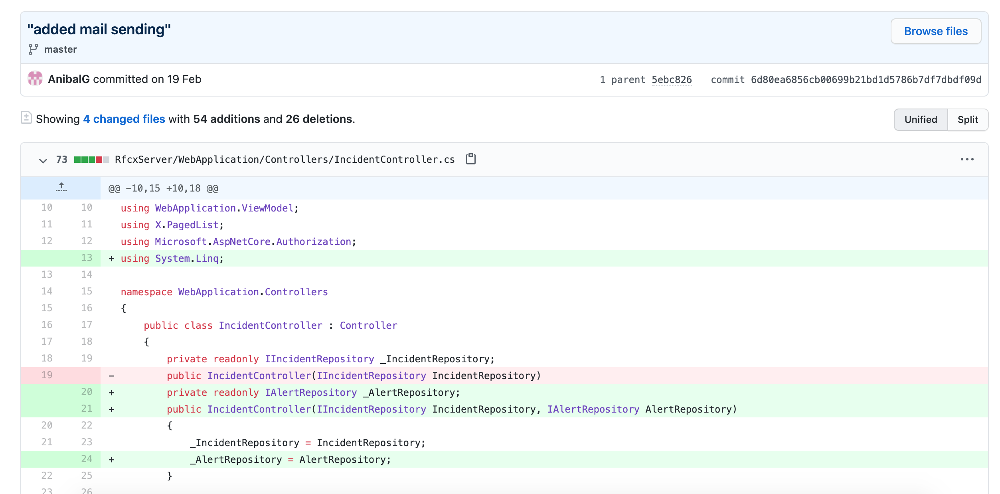 "added mail sending"
Browse files
master
AnibalG committed on 19 Feb
1 parent 5ebc826 commit 6d80ea6856cb00699b21bd1d5786b7df7dbdf09d
Showing 4 changed files with 54 additions and 26 deletions.
Unified Split
73 RfcxServer/WebApplication/Controllers/IncidentController.cs
@@ -10,15 +10,18 @@
10 10 using WebApplication.ViewModel;
11 11 using X.PagedList;
12 12 using Microsoft.AspNetCore.Authorization;
13 + using System.Linq;
13 14
14 15 namespace WebApplication.Controllers
15 16 {
16 17 public class IncidentController : Controller
17 18 {
18 19 private readonly IIncidentRepository _IncidentRepository;
19 - public IncidentController(IIncidentRepository IncidentRepository)
20 + private readonly IAlertRepository _AlertRepository;
21 + public IncidentController(IIncidentRepository IncidentRepository, IAlertRepository AlertRepository)
20 22 {
21 23 _IncidentRepository = IncidentRepository;
24 + _AlertRepository = AlertRepository;
22 25 }
23 26